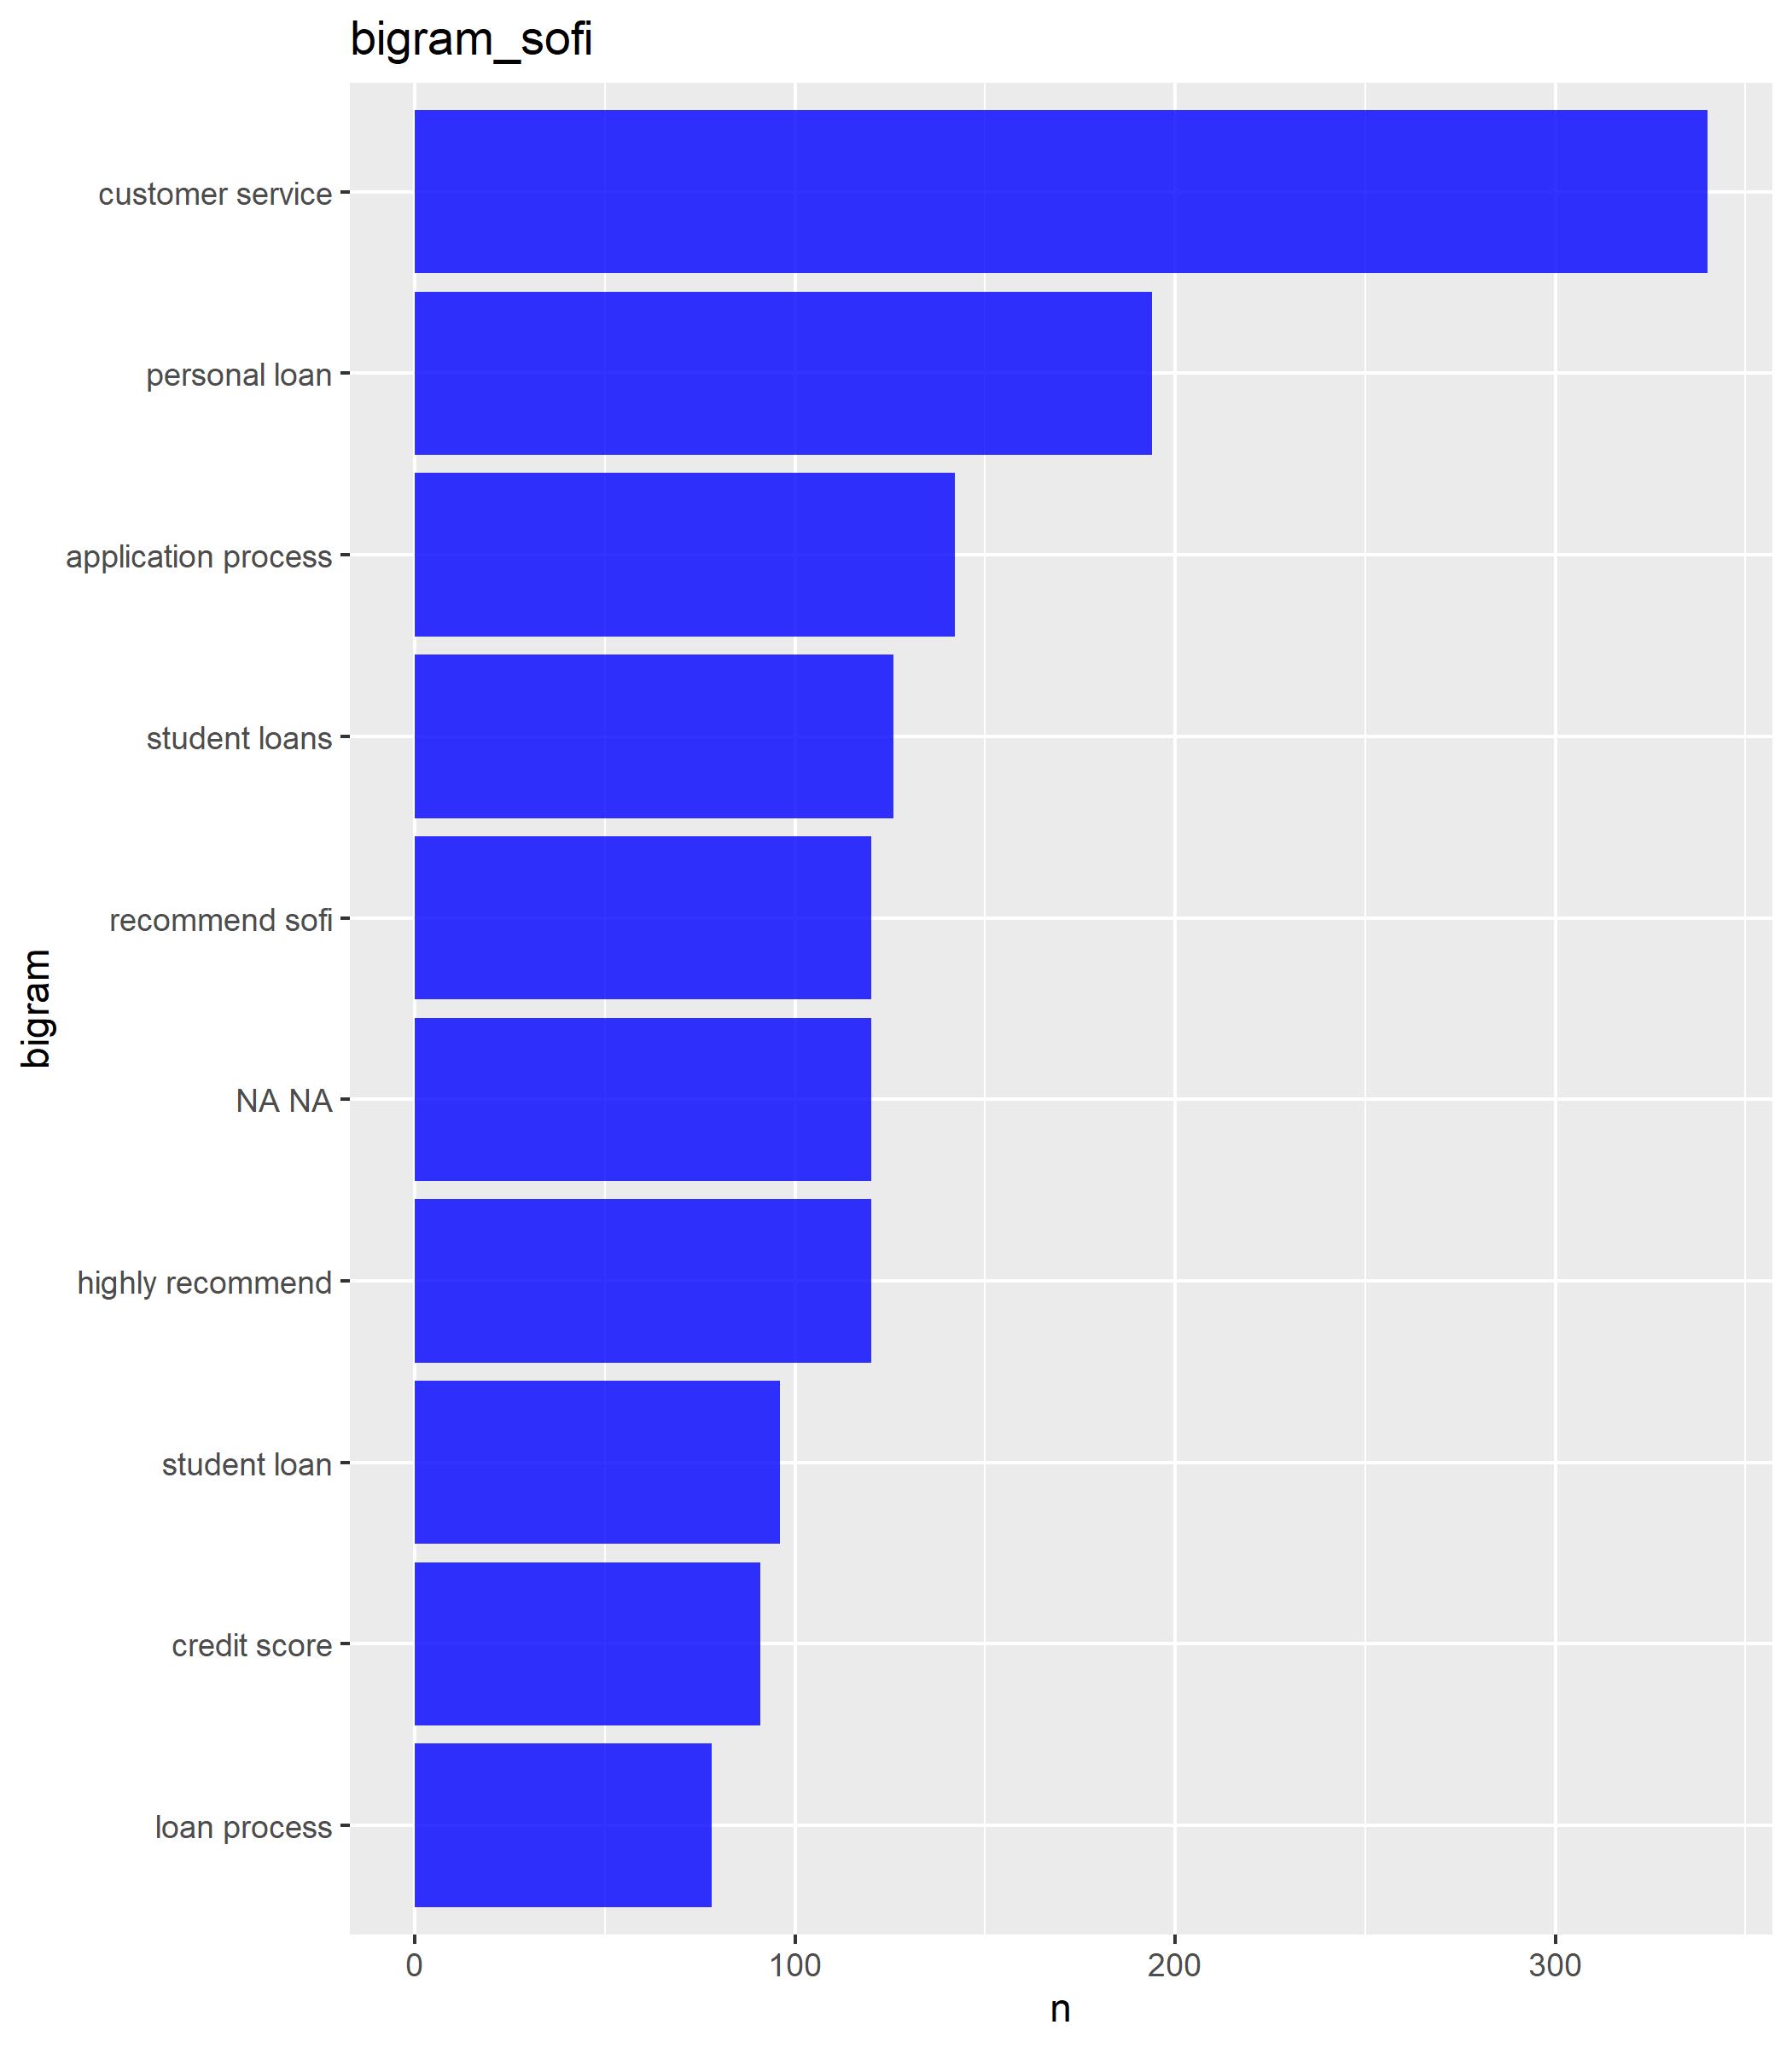 bigram_sofi
customer service
personal loan
application process
student loans
recommend sofi
NA NA
highly recommend
student loan
credit score
loan process
bigram
0 100 200 300
n